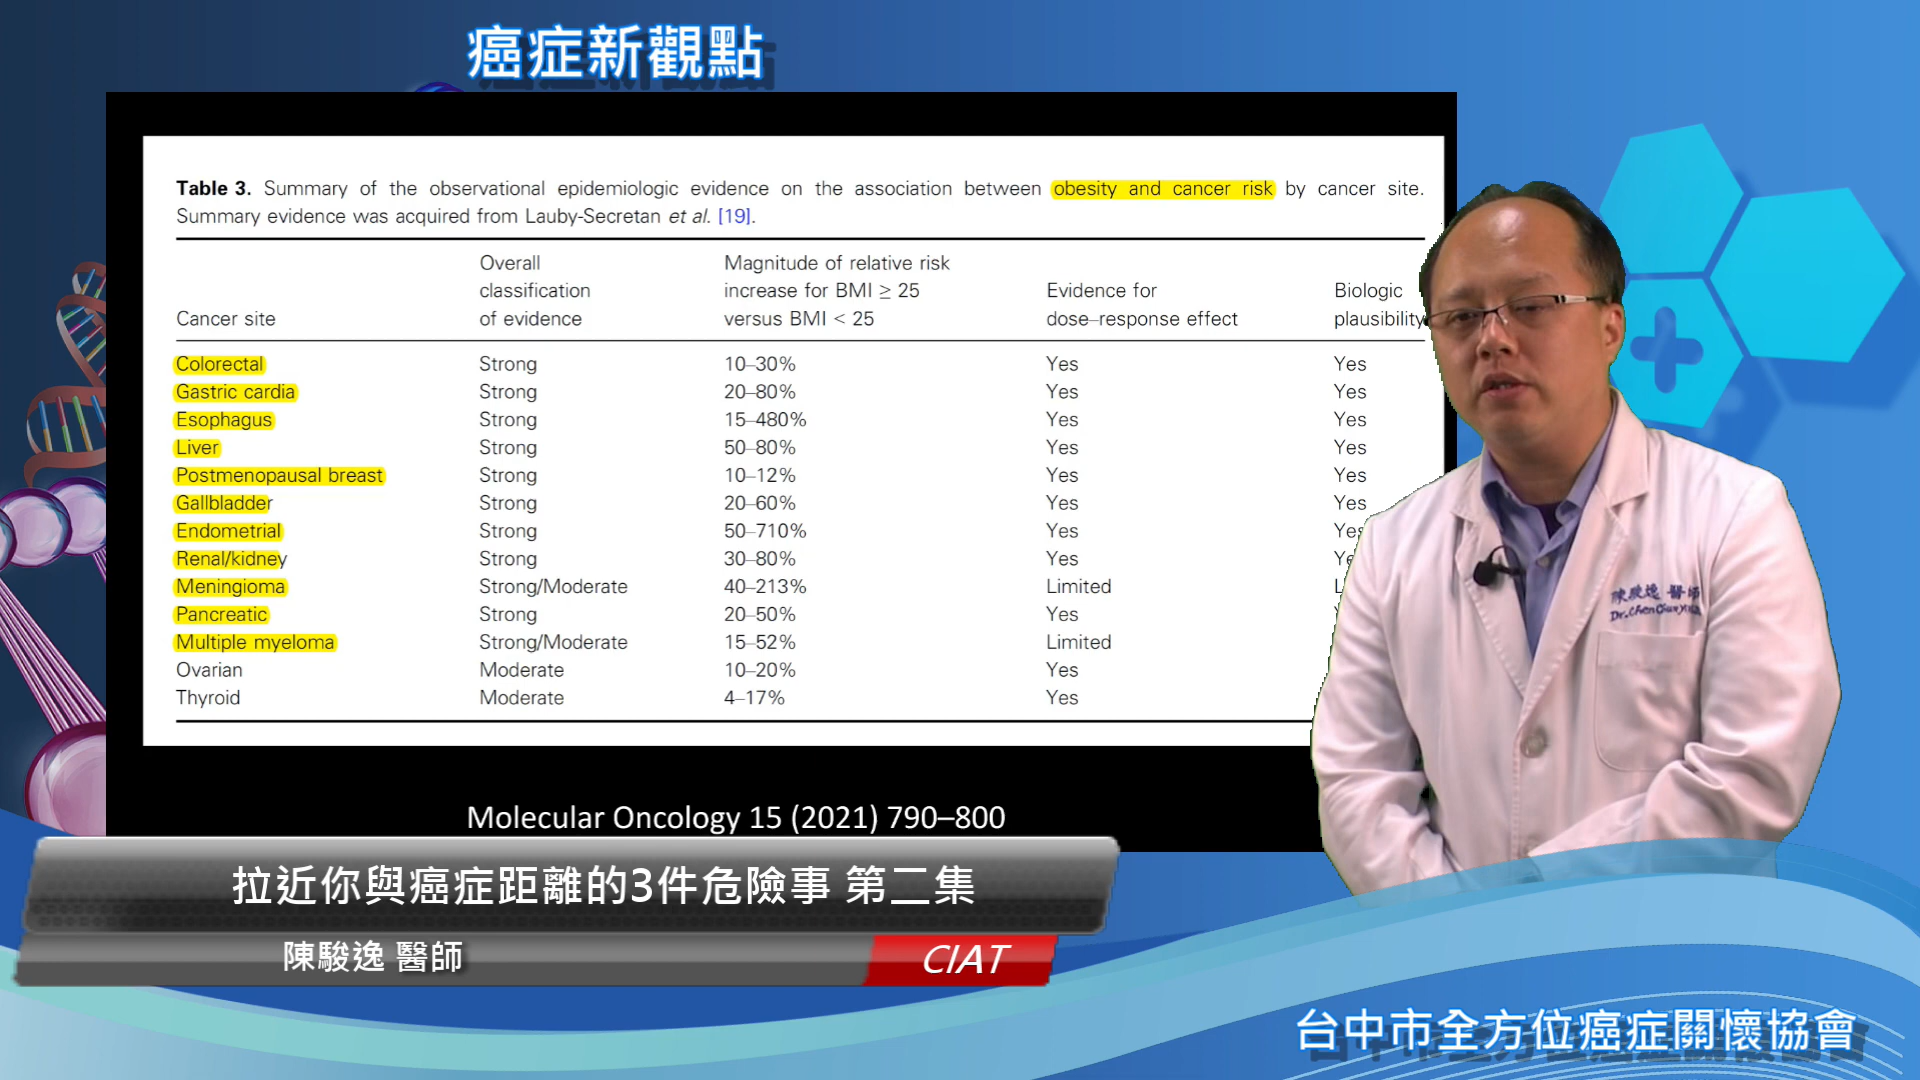 癌症新觀點
Table 3. Summary of the observational epidemiologic evidence on the association between obesity and cancer risk by cancer site.
Summary evidence was acquired from Lauby-Secretan et al. [19].
Cancer site Overall classification of evidence Magnitude of relative risk increase for BMI ≥ 25 versus BMI < 25 Evidence for dose–response effect Biologic plausibility
Colorectal Strong 10–30% Yes Yes
Gastric cardia Strong 20–80% Yes Yes
Esophagus Strong 15–480% Yes Yes
Liver Strong 50–80% Yes Yes
Postmenopausal breast Strong 10–12% Yes Yes
Gallbladder Strong 20–60% Yes Yes
Endometrial Strong 50–710% Yes Yes
Renal/kidney Strong 30–80% Yes
Meningioma Strong/Moderate 40–213% Limited
Pancreatic Strong 20–50% Yes
Multiple myeloma Strong/Moderate 15–52% Limited
Ovarian Moderate 10–20% Yes
Thyroid Moderate 4–17% Yes
Molecular Oncology 15 (2021) 790–800
陳駿逸 醫師
拉近你與癌症距離的3件危險事 第二集
陳駿逸 醫師
CIAT
台中市全方位癌症關懷協會